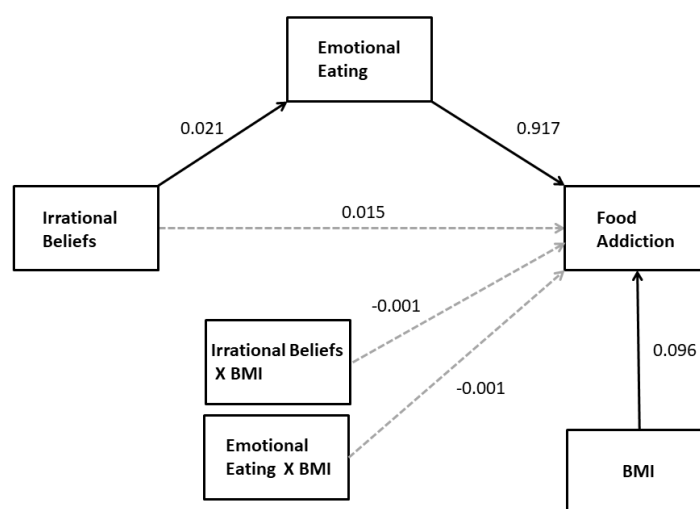 Emotional
Eating
0.021
0.917
Irrational
Beliefs
0.015
Food
Addiction
-0.001
Irrational Beliefs
X BMI
0.096
-0.001
Emotional
Eating X BMI
BMI